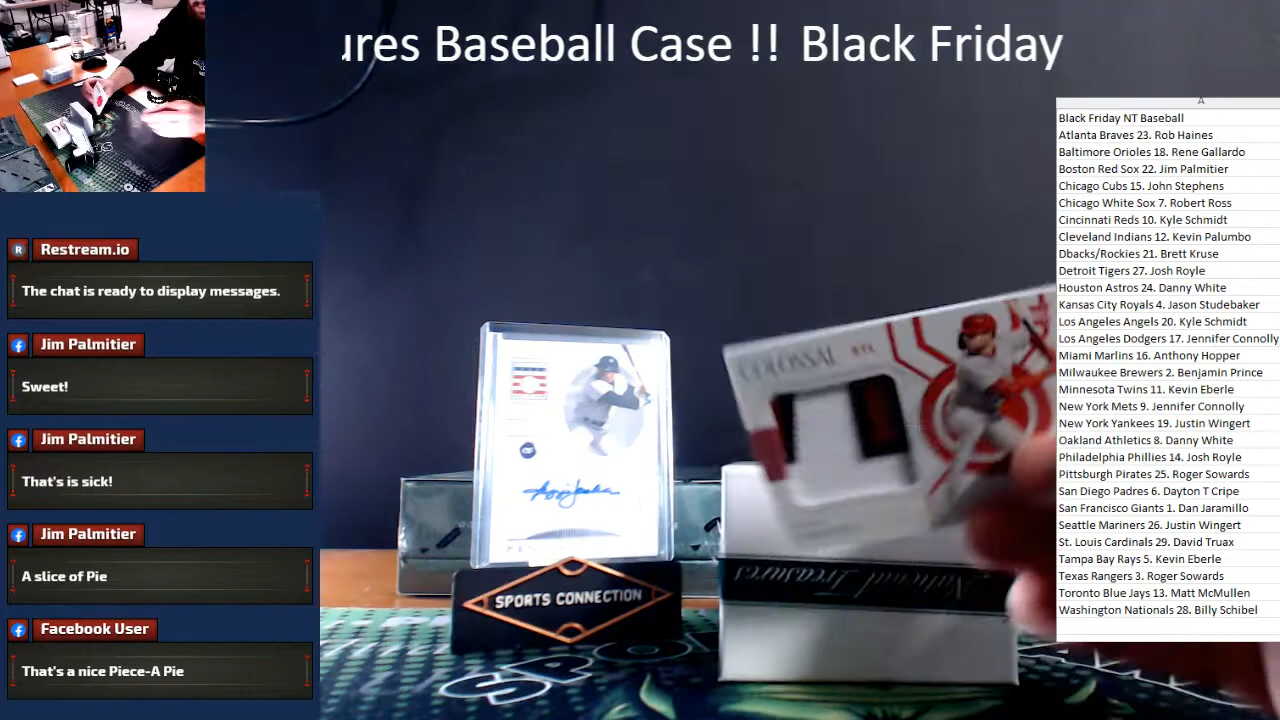 ures Baseball Case !! Black Friday
A
Black Friday NT Baseball
Atlanta Braves 23. Rob Haines
Baltimore Orioles 18. Rene Gallardo
Boston Red Sox 22. Jim Palmitier
Chicago Cubs 15. John Stephens
Chicago White Sox 7. Robert Ross
Cincinnati Reds 10. Kyle Schmidt
Cleveland Indians 12. Kevin Palumbo
Dbacks/Rockies 21. Brett Kruse
Detroit Tigers 27. Josh Royle
Houston Astros 24. Danny White
Kansas City Royals 4. Jason Studebaker
Los Angeles Angels 20. Kyle Schmidt
Los Angeles Dodgers 17. Jennifer Connolly
Miami Marlins 16. Anthony Hopper
Milwaukee Brewers 2. Benjamin Prince
Minnesota Twins 11. Kevin Eberle
New York Mets 9. Jennifer Connolly
New York Yankees 19. Justin Wingert
Oakland Athletics 8. Danny White
Philadelphia Phillies 14. Josh Royle
Pittsburgh Pirates 25. Roger Sowards
San Diego Padres 6. Dayton T Cripe
San Francisco Giants 1. Dan Jaramillo
Seattle Mariners 26. Justin Wingert
St. Louis Cardinals 29. David Truax
Tampa Bay Rays 5. Kevin Eberle
Texas Rangers 3. Roger Sowards
Toronto Blue Jays 13. Matt McMullen
Washington Nationals 28. Billy Schibel
R Restream.io
The chat is ready to display messages.
Jim Palmitier
Sweet!
Jim Palmitier
That's is sick!
Jim Palmitier
A slice of Pie
Facebook User
That's a nice Piece-A Pie
COLOSSAL STL
National Treasures
SPORTS CONNECTION